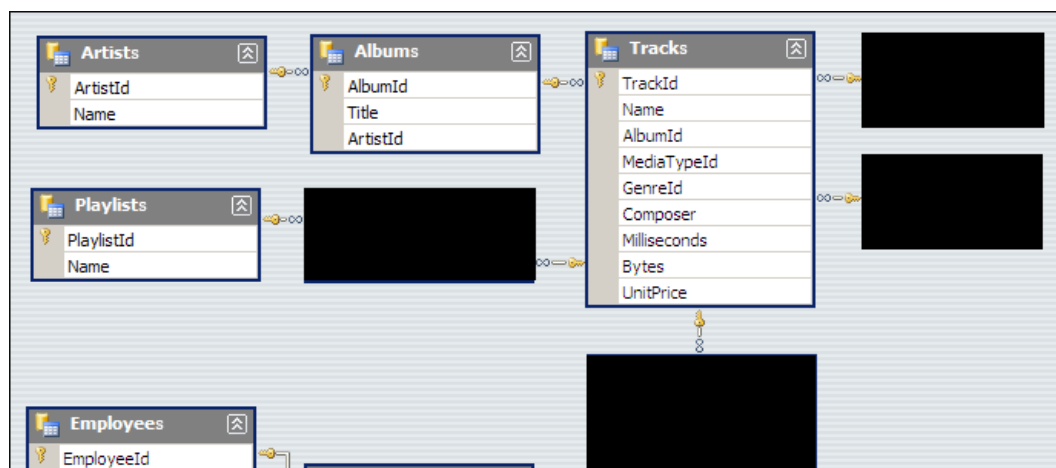 Artists
ArtistId
Name
Albums
AlbumId
Title
ArtistId
Tracks
TrackId
Name
AlbumId
MediaTypeId
GenreId
Composer
Milliseconds
Bytes
UnitPrice
Playlists
PlaylistId
Name
Employees
EmployeeId